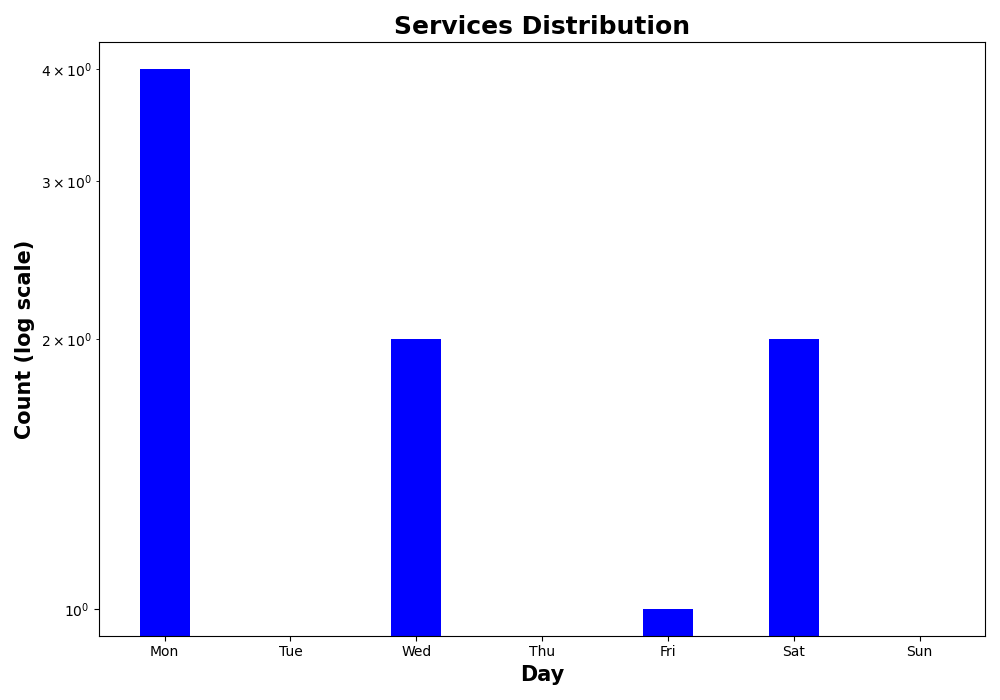 Services Distribution
4 × 10⁰
3 × 10⁰
2 × 10⁰
10⁰
Count (log scale)
Mon Tue Wed Thu Fri Sat Sun
Day